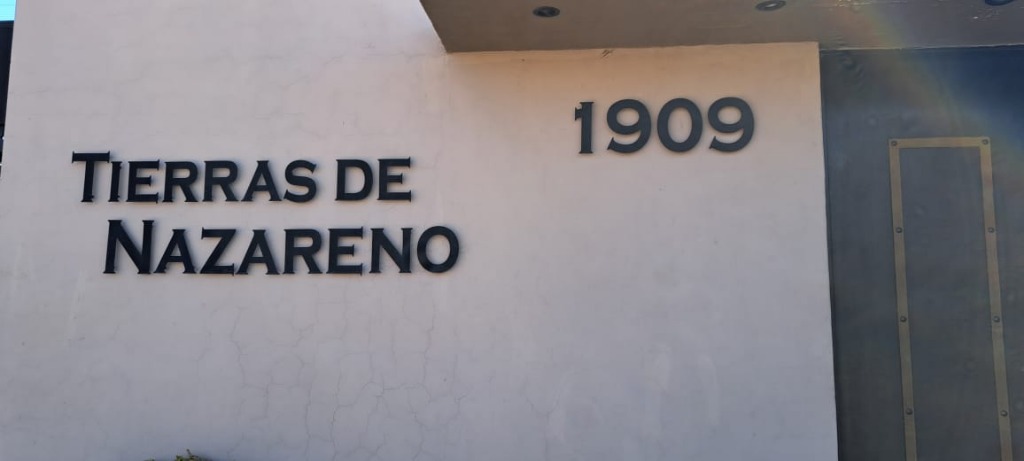 TIERRAS DE
NAZARENO
1909